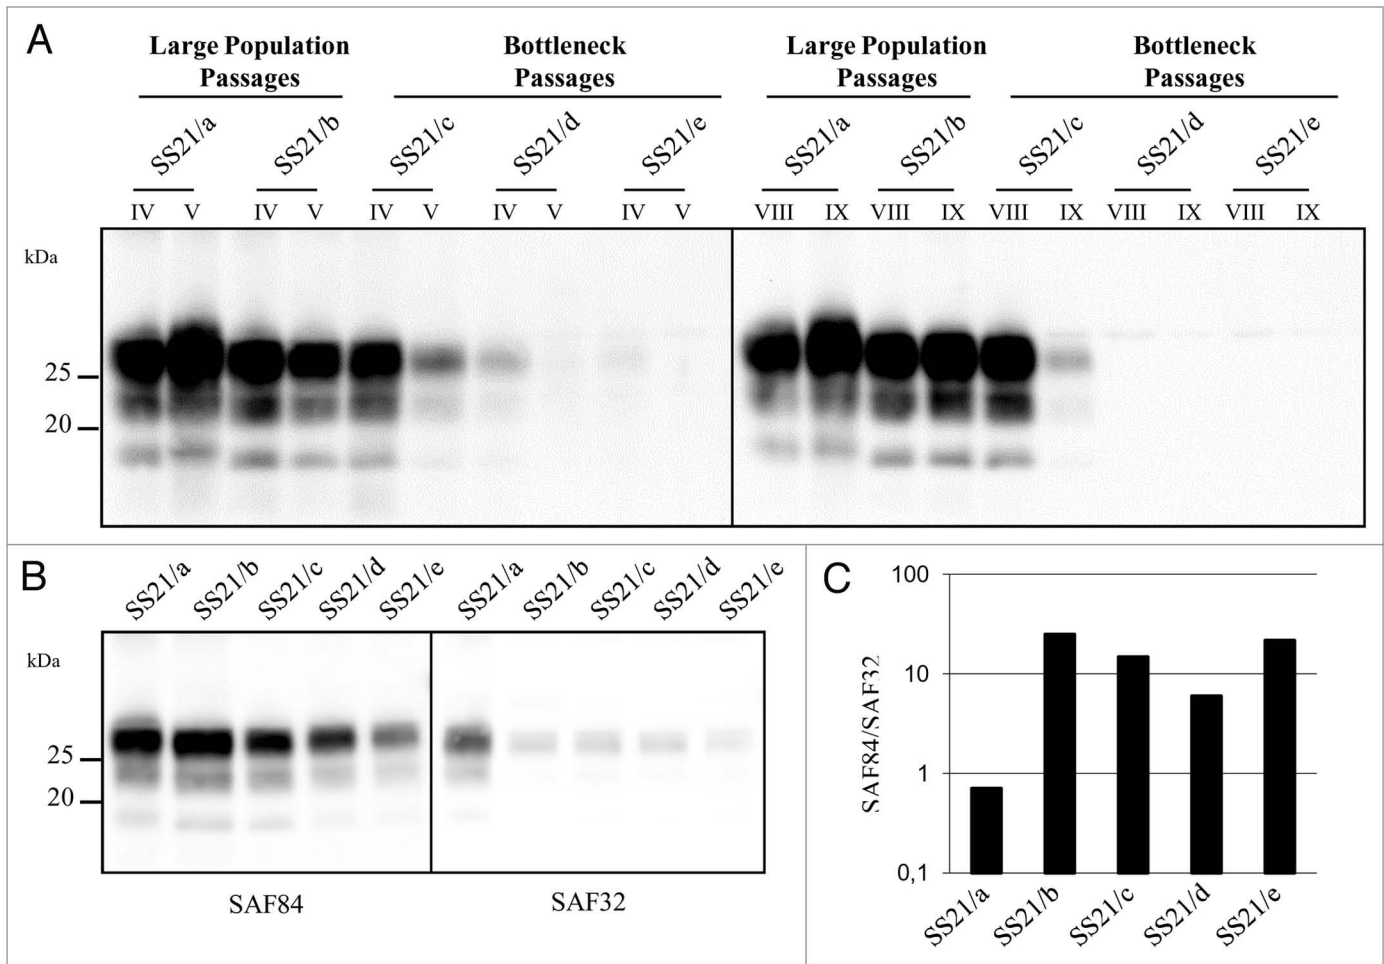 A
Large Population Passages
Bottleneck Passages
Large Population Passages
Bottleneck Passages
SS21/a SS21/b SS21/c SS21/d SS21/e SS21/a SS21/b SS21/c SS21/d SS21/e
IV V IV V IV V IV V IV V VIII IX VIII IX VIII IX VIII IX VIII IX
kDa
25
20
B
SS21/a SS21/b SS21/c SS21/d SS21/e SS21/a SS21/b SS21/c SS21/d SS21/e
kDa
25
20
SAF84 SAF32
C
SAF84/SAF32
100
10
1
0,1
SS21/a SS21/b SS21/c SS21/d SS21/e